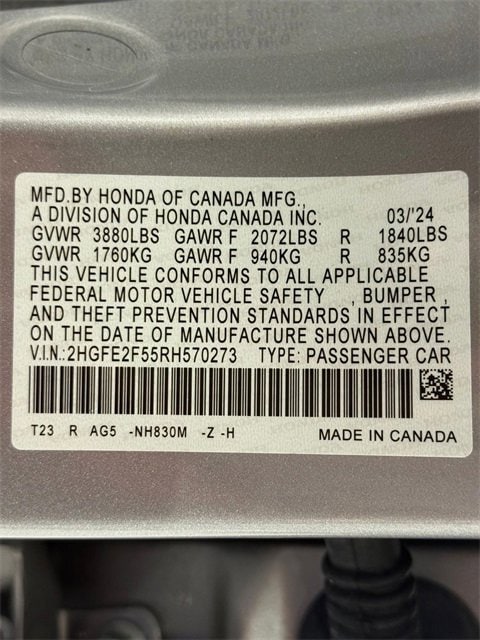 MFD.BY HONDA OF CANADA MFG.,
A DIVISION OF HONDA CANADA INC. 03/'24
GVWR 3880LBS GAWR F 2072LBS R 1840LBS
GVWR 1760KG GAWR F 940KG R 835KG
THIS VEHICLE CONFORMS TO ALL APPLICABLE
FEDERAL MOTOR VEHICLE SAFETY , BUMPER ,
AND THEFT PREVENTION STANDARDS IN EFFECT
ON THE DATE OF MANUFACTURE SHOWN ABOVE.
V.I.N.:2HGFE2F55RH570273 TYPE: PASSENGER CAR
T23 R AG5 -NH830M -Z -H MADE IN CANADA